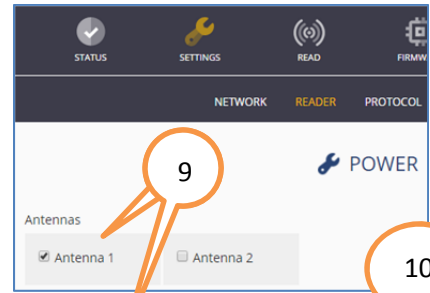 STATUS SETTINGS READ FIRMW
NETWORK READER PROTOCOL
9
POWER
Antennas
Antenna 1 Antenna 2
10